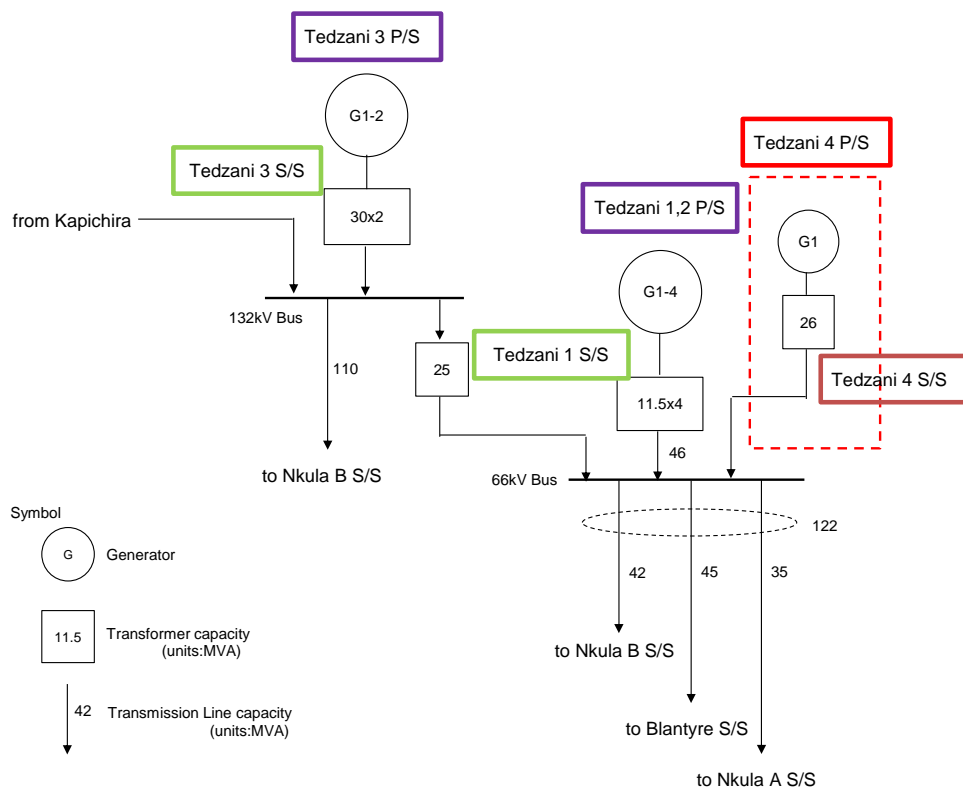 Tedzani 3 P/S
G1-2
Tedzani 4 P/S
Tedzani 3 S/S
30x2
from Kapichira
Tedzani 1,2 P/S
G1
G1-4
132kV Bus
26
Tedzani 1 S/S
110
25
Tedzani 4 S/S
11.5x4
46
to Nkula B S/S
66kV Bus
Symbol
122
G
Generator
42
45
35
11.5
Transformer capacity
(units:MVA)
to Nkula B S/S
42
Transmission Line capacity
(units:MVA)
to Blantyre S/S
to Nkula A S/S